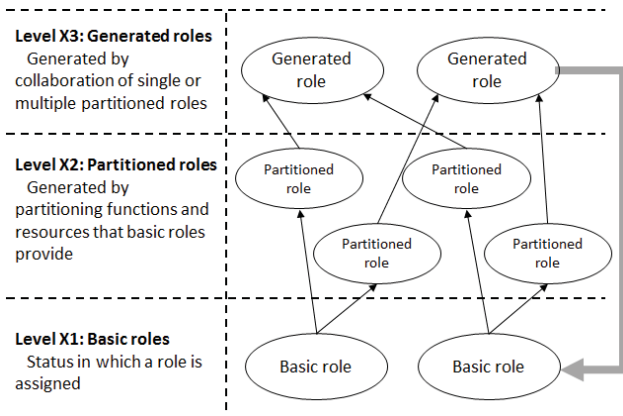 Level X3: Generated roles
Generated by
collaboration of single or
multiple partitioned roles
Generated
role
Generated
role
Level X2: Partitioned roles
Generated by
partitioning functions and
resources that basic roles
provide
Partitioned
role
Partitioned
role
Partitioned
role
Partitioned
role
Level X1: Basic roles
Status in which a role is
assigned
Basic role
Basic role